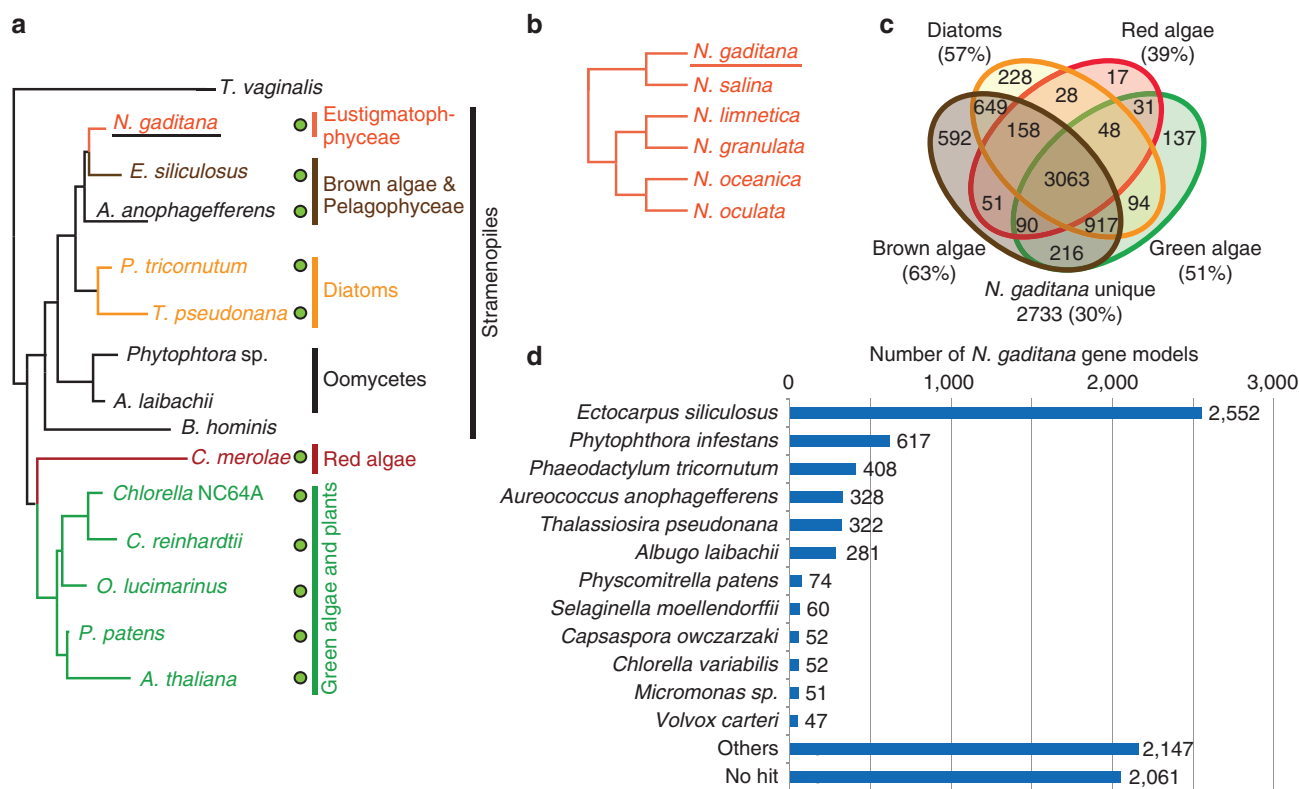 a
T. vaginalis
N. gaditana
Eustigmatoph-
phyceae
E. siliculosus
Brown algae &
Pelagophyceae
A. anophagefferens
P. tricornutum
Diatoms
T. pseudonana
Stramenopiles
Phytophtora sp.
Oomycetes
A. laibachii
B. hominis
C. merolae
Red algae
Chlorella NC64A
C. reinhardtii
O. lucimarinus
P. patens
A. thaliana
Green algae and plants
b
N. gaditana
N. salina
N. limnetica
N. granulata
N. oceanica
N. oculata
c
Diatoms
(57%)
Red algae
(39%)
228
17
28
649
31
592
158
48
137
3063
51
94
90
917
216
Brown algae
(63%)
Green algae
(51%)
N. gaditana unique
2733 (30%)
d
Number of N. gaditana gene models
0 1,000 2,000 3,000
Ectocarpus siliculosus 2,552
Phytophthora infestans 617
Phaeodactylum tricornutum 408
Aureococcus anophagefferens 328
Thalassiosira pseudonana 322
Albugo laibachii 281
Physcomitrella patens 74
Selaginella moellendorffii 60
Capsaspora owczarzaki 52
Chlorella variabilis 52
Micromonas sp. 51
Volvox carteri 47
Others 2,147
No hit 2,061